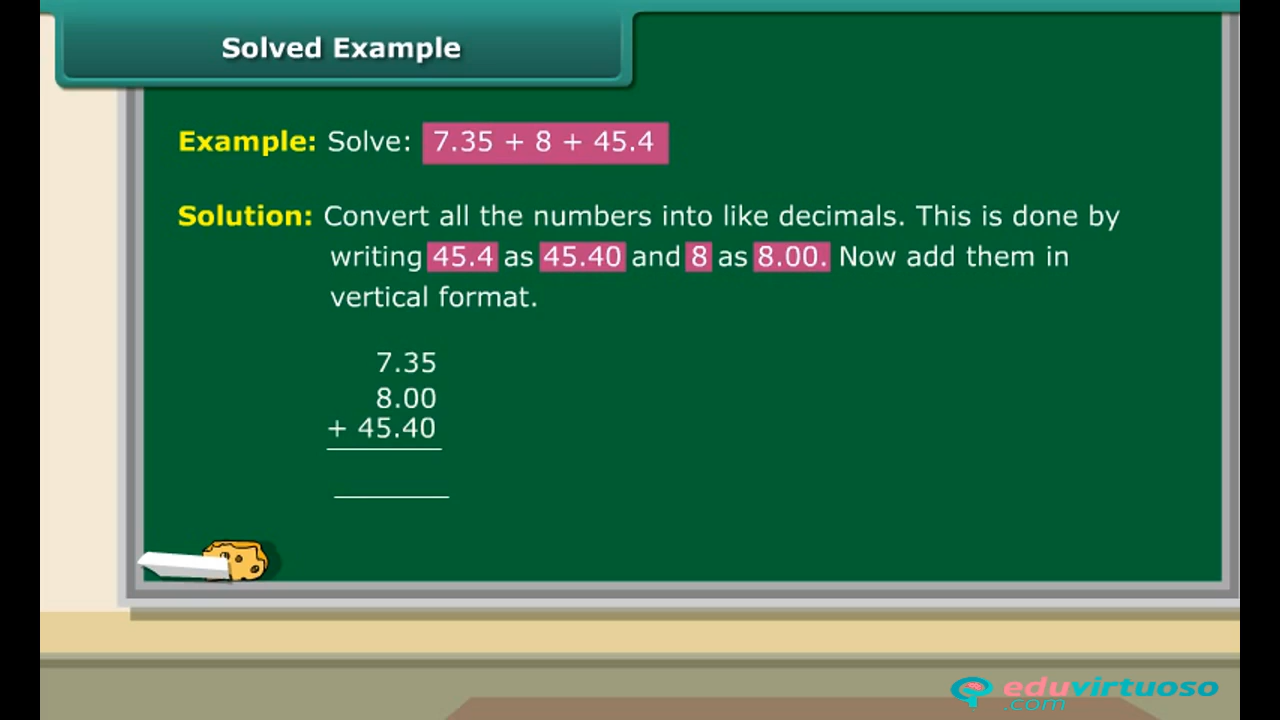 Solved Example
Example: Solve: 7.35 + 8 + 45.4
Solution: Convert all the numbers into like decimals. This is done by
writing 45.4 as 45.40 and 8 as 8.00. Now add them in
vertical format.
7.35
8.00
+ 45.40
eduvirtuoso
.com